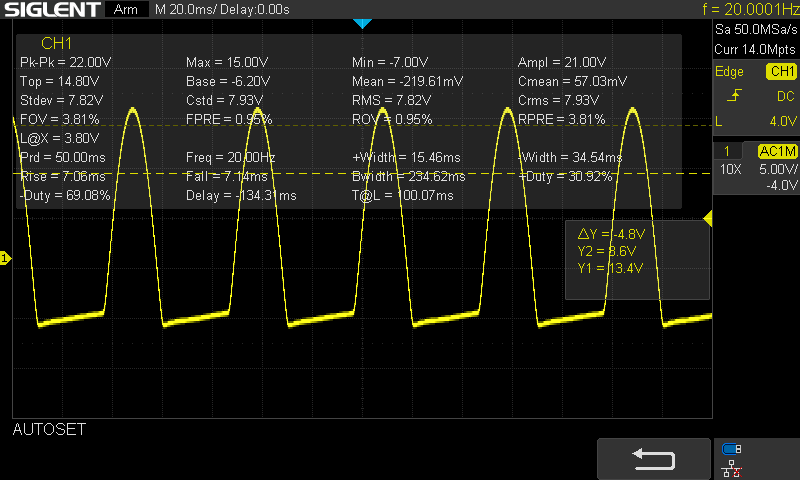 SIGLENT Arm M 20.0ms/ Delay:0.00s f = 20.0001Hz
Sa 50.0MSa/s
Curr 14.0Mpts
Edge CH1
DC
L 4.0V
1 AC1M
10X 5.00V/
-4.0V
CH1
Pk-Pk = 22.00V Max = 15.00V Min = -7.00V Ampl = 21.00V
Top = 14.80V Base = -6.20V Mean = -219.61mV Cmean = 57.03mV
Stdev = 7.82V Cstd = 7.93V RMS = 7.82V Crms = 7.93V
FOV = 3.81% FPRE = 0.95% ROV = 0.95% RPRE = 3.81%
L@X = 3.80V
Prd = 50.00ms Freq = 20.00Hz +Width = 15.46ms -Width = 34.54ms
Rise = 7.06ms Fall = 7.14ms Bwidth = 234.62ms +Duty = 30.92%
-Duty = 69.08% Delay = -134.31ms T@L = 100.07ms
ΔY = -4.8V
Y2 = 8.6V
Y1 = 13.4V
1
AUTOSET